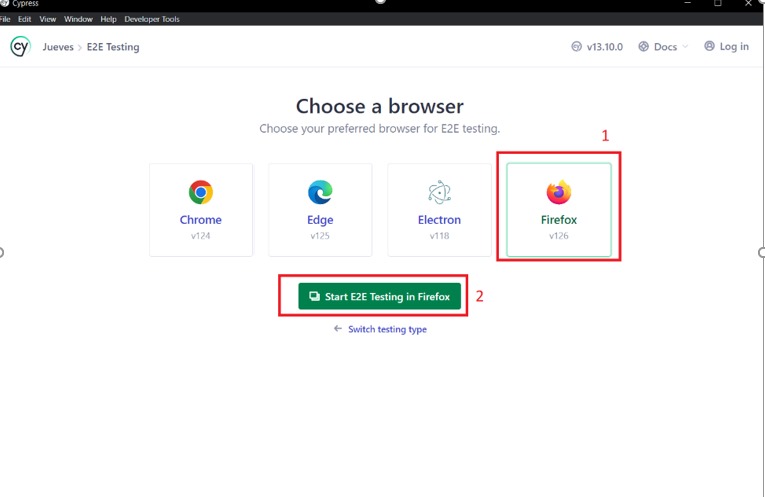 Cypress
File Edit View Window Help Developer Tools
cy Jueves > E2E Testing v13.10.0 Docs Log in
Choose a browser
Choose your preferred browser for E2E testing.
1
Chrome Edge Electron Firefox
v124 v125 v118 v126
Start E2E Testing in Firefox 2
← Switch testing type